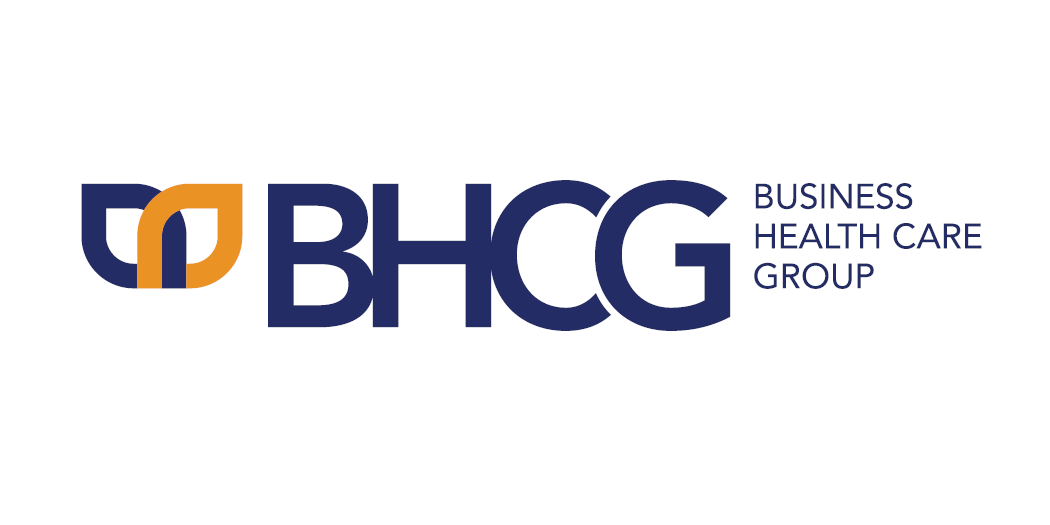 BHCG
BUSINESS
HEALTH CARE
GROUP